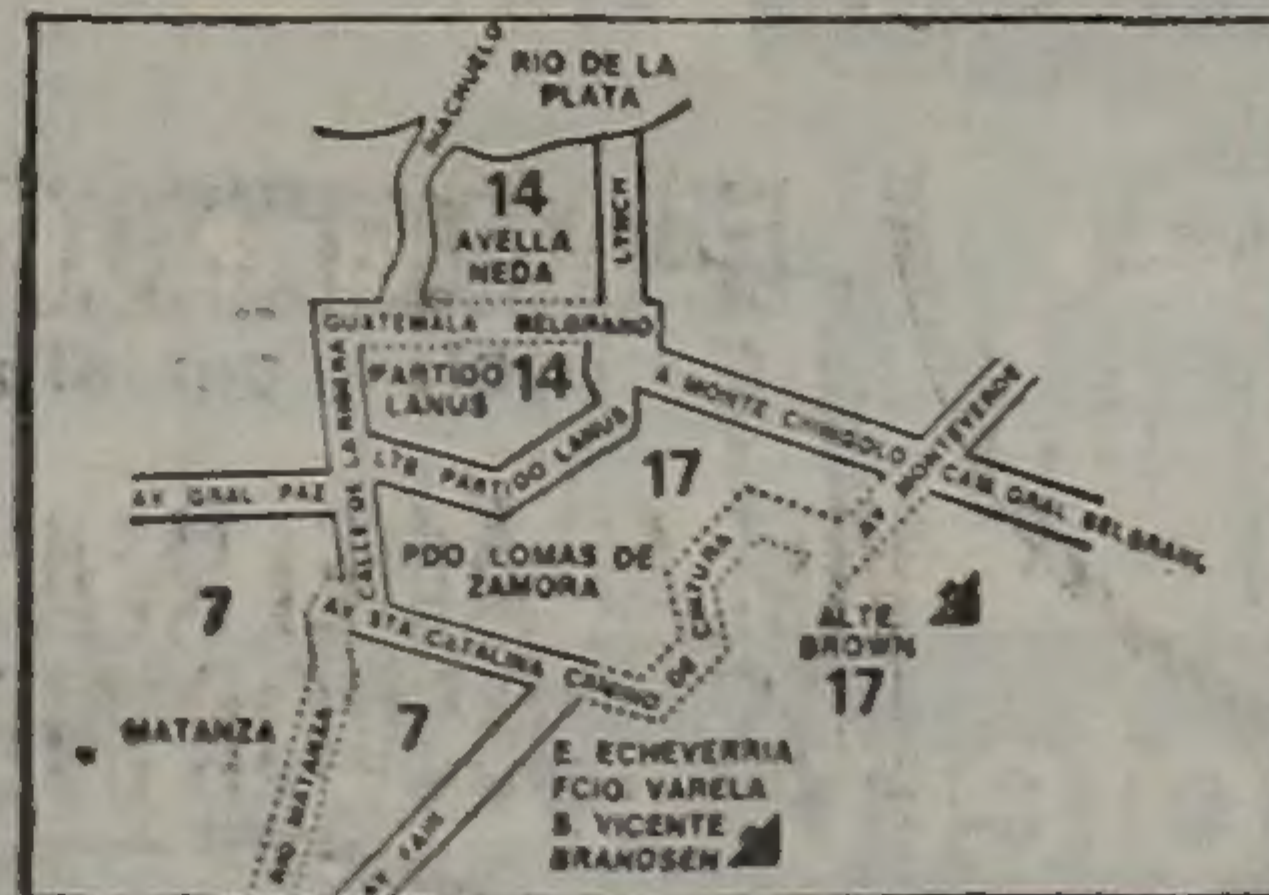 RIO DE LA
PLATA
RIACHUELO
14
AVELLA
NEDA
LYNCH
GUATEMALA BELGRANO
PARTIDO 14
LANUS
CALLE DE LA RIBERA
A MONTE CHINGOLO
AV MONTEVERDE
CAM GRAL BELGRANO
LTE PARTIDO LANUS
AV GRAL PAZ
17
PDO LOMAS DE
ZAMORA
7
AV STA CATALINA
CAMINO DE CINTURA
ALTE
BROWN
17
MATANZA
7
RIO MATANZA
E. ECHEVERRIA
FCIO VARELA
S. VICENTE
BRANDSEN
AV